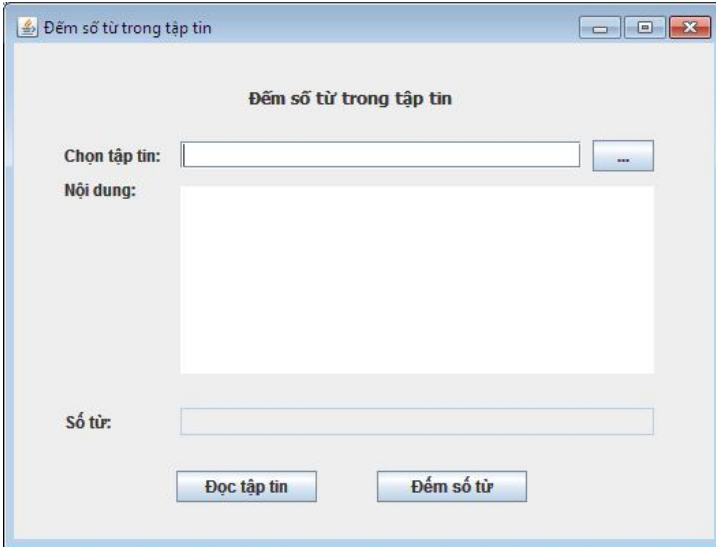 Đếm số từ trong tập tin
Đếm số từ trong tập tin
Chọn tập tin:
...
Nội dung:
Số từ:
Đọc tập tin
Đếm số từ